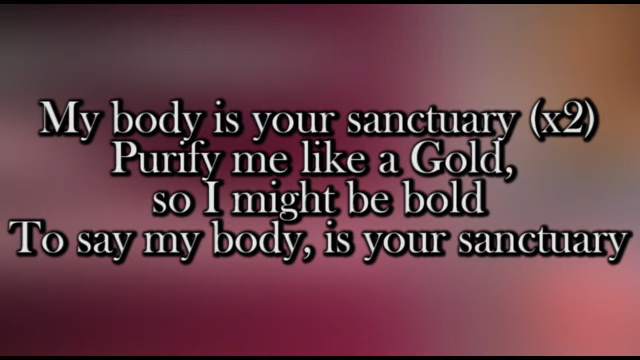 My body is your sanctuary (x2)
Purify me like a Gold,
so I might be bold
To say my body, is your sanctuary